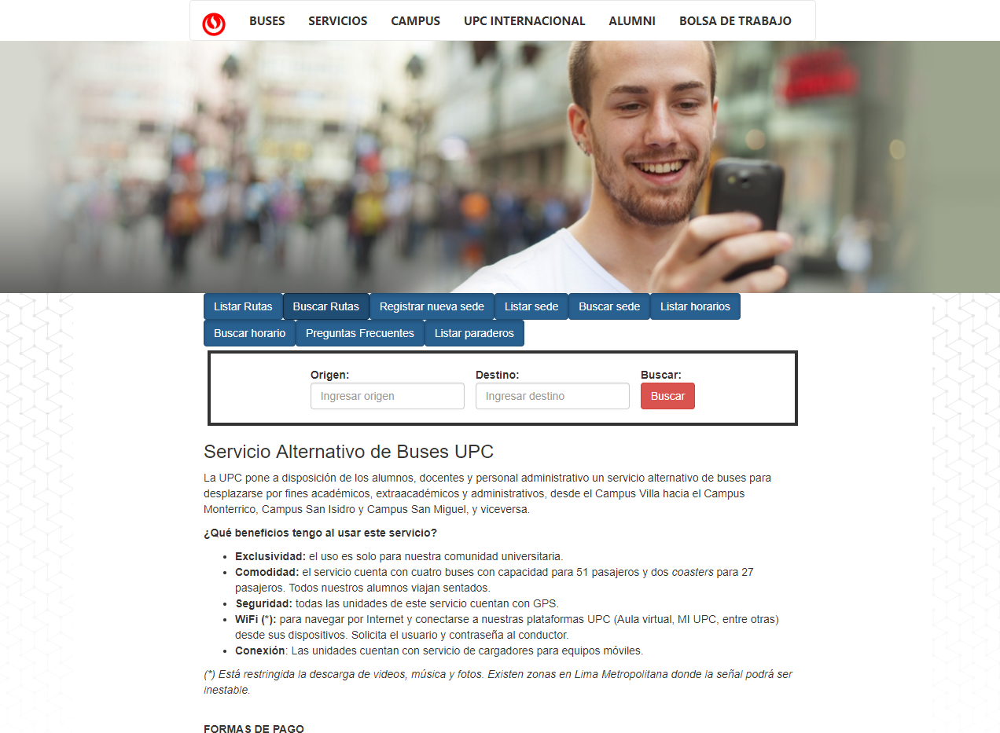 BUSES SERVICIOS CAMPUS UPC INTERNACIONAL ALUMNI BOLSA DE TRABAJO
Listar Rutas Buscar Rutas Registrar nueva sede Listar sede Buscar sede Listar horarios
Buscar horario Preguntas Frecuentes Listar paraderos
Origen: Destino: Buscar:
Ingresar origen Ingresar destino Buscar
Servicio Alternativo de Buses UPC
La UPC pone a disposición de los alumnos, docentes y personal administrativo un servicio alternativo de buses para
desplazarse por fines académicos, extraacadémicos y administrativos, desde el Campus Villa hacia el Campus
Monterrico, Campus San Isidro y Campus San Miguel, y viceversa.
¿Qué beneficios tengo al usar este servicio?
• Exclusividad: el uso es solo para nuestra comunidad universitaria.
• Comodidad: el servicio cuenta con cuatro buses con capacidad para 51 pasajeros y dos coasters para 27
pasajeros. Todos nuestros alumnos viajan sentados.
• Seguridad: todas las unidades de este servicio cuentan con GPS.
• WiFi (*): para navegar por Internet y conectarse a nuestras plataformas UPC (Aula virtual, MI UPC, entre otras)
desde sus dispositivos. Solicita el usuario y contraseña al conductor.
• Conexión: Las unidades cuentan con servicio de cargadores para equipos móviles.
(*) Está restringida la descarga de videos, música y fotos. Existen zonas en Lima Metropolitana donde la señal podrá ser
inestable.
FORMAS DE PAGO